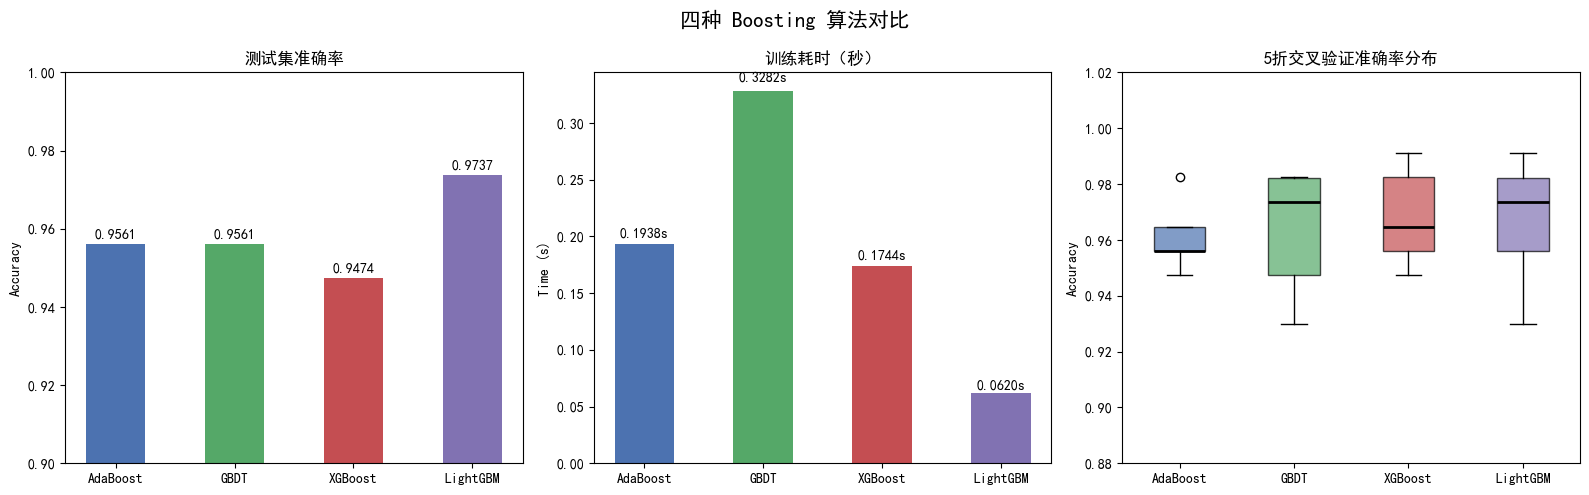 四种 Boosting 算法对比
测试集准确率
1.00
0.98
0.96
0.94
0.92
0.90
Accuracy
0.9561
0.9561
0.9474
0.9737
AdaBoost
GBDT
XGBoost
LightGBM
训练耗时（秒）
0.30
0.25
0.20
0.15
0.10
0.05
0.00
Time (s)
0.1938s
0.3282s
0.1744s
0.0620s
AdaBoost
GBDT
XGBoost
LightGBM
5折交叉验证准确率分布
1.02
1.00
0.98
0.96
0.94
0.92
0.90
0.88
Accuracy
AdaBoost
GBDT
XGBoost
LightGBM